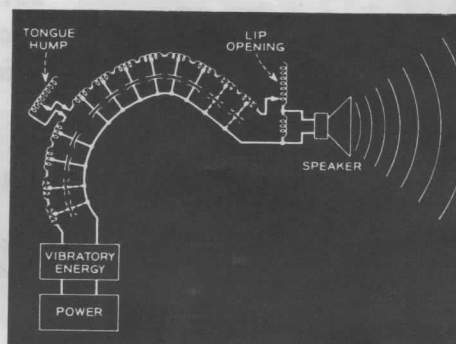 TONGUE
HUMP
LIP
OPENING
SPEAKER
VIBRATORY
ENERGY
POWER